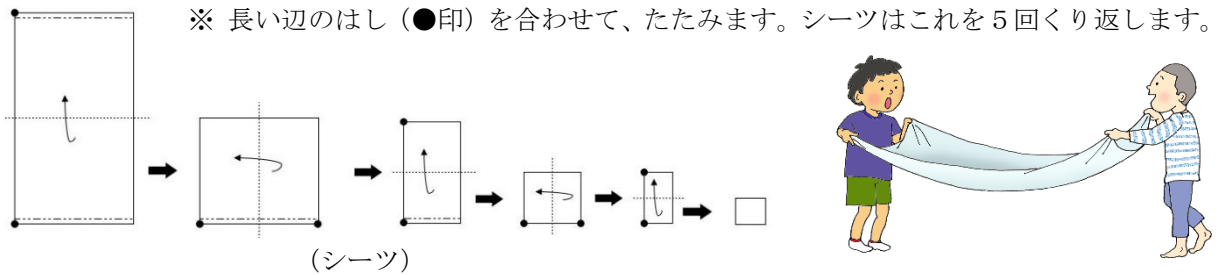 ※ 長い辺のはし（●印）を合わせて、たたみます。シーツはこれを５回くり返します。
（シーツ）